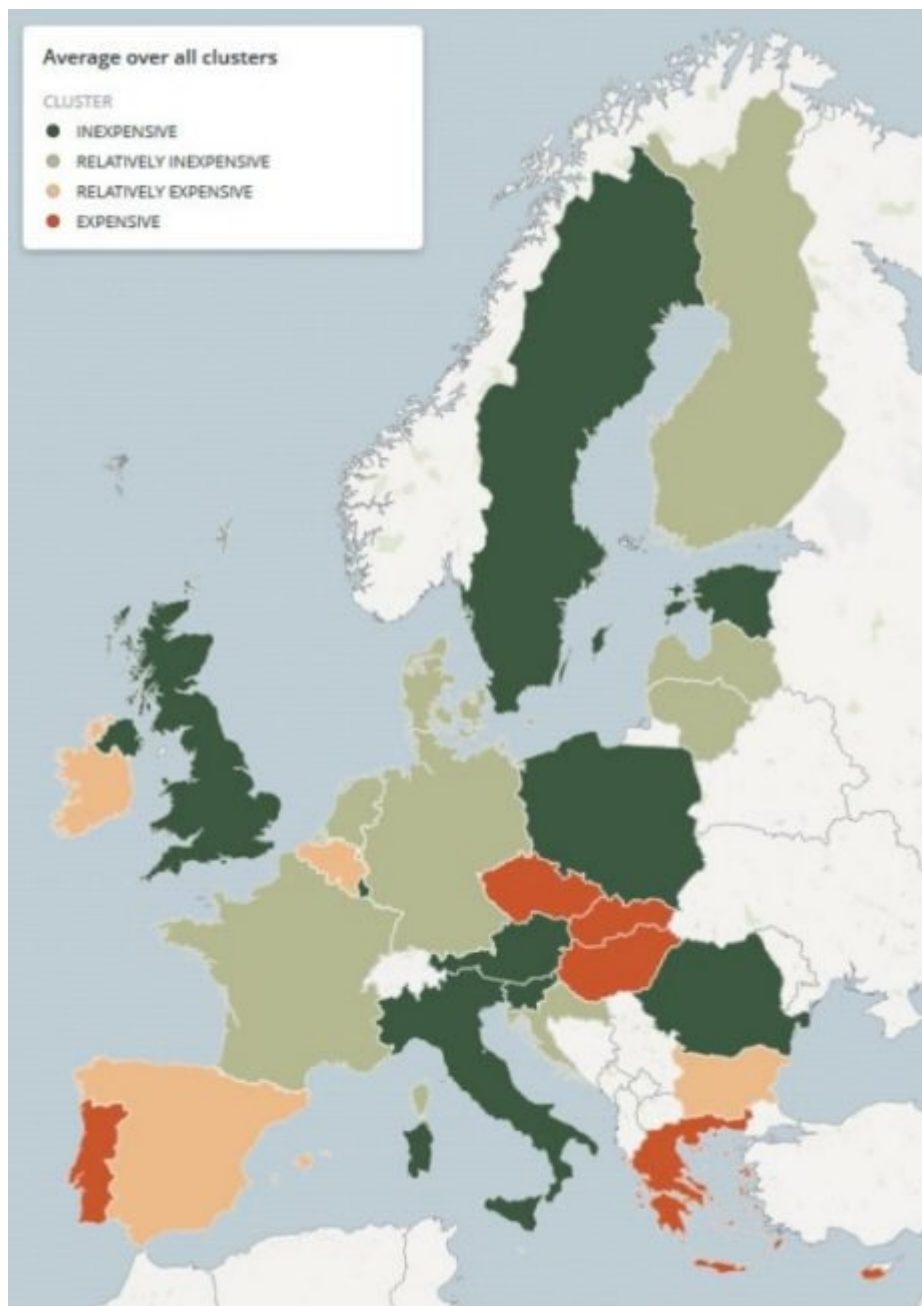 Average over all clusters
CLUSTER
INEXPENSIVE
RELATIVELY INEXPENSIVE
RELATIVELY EXPENSIVE
EXPENSIVE